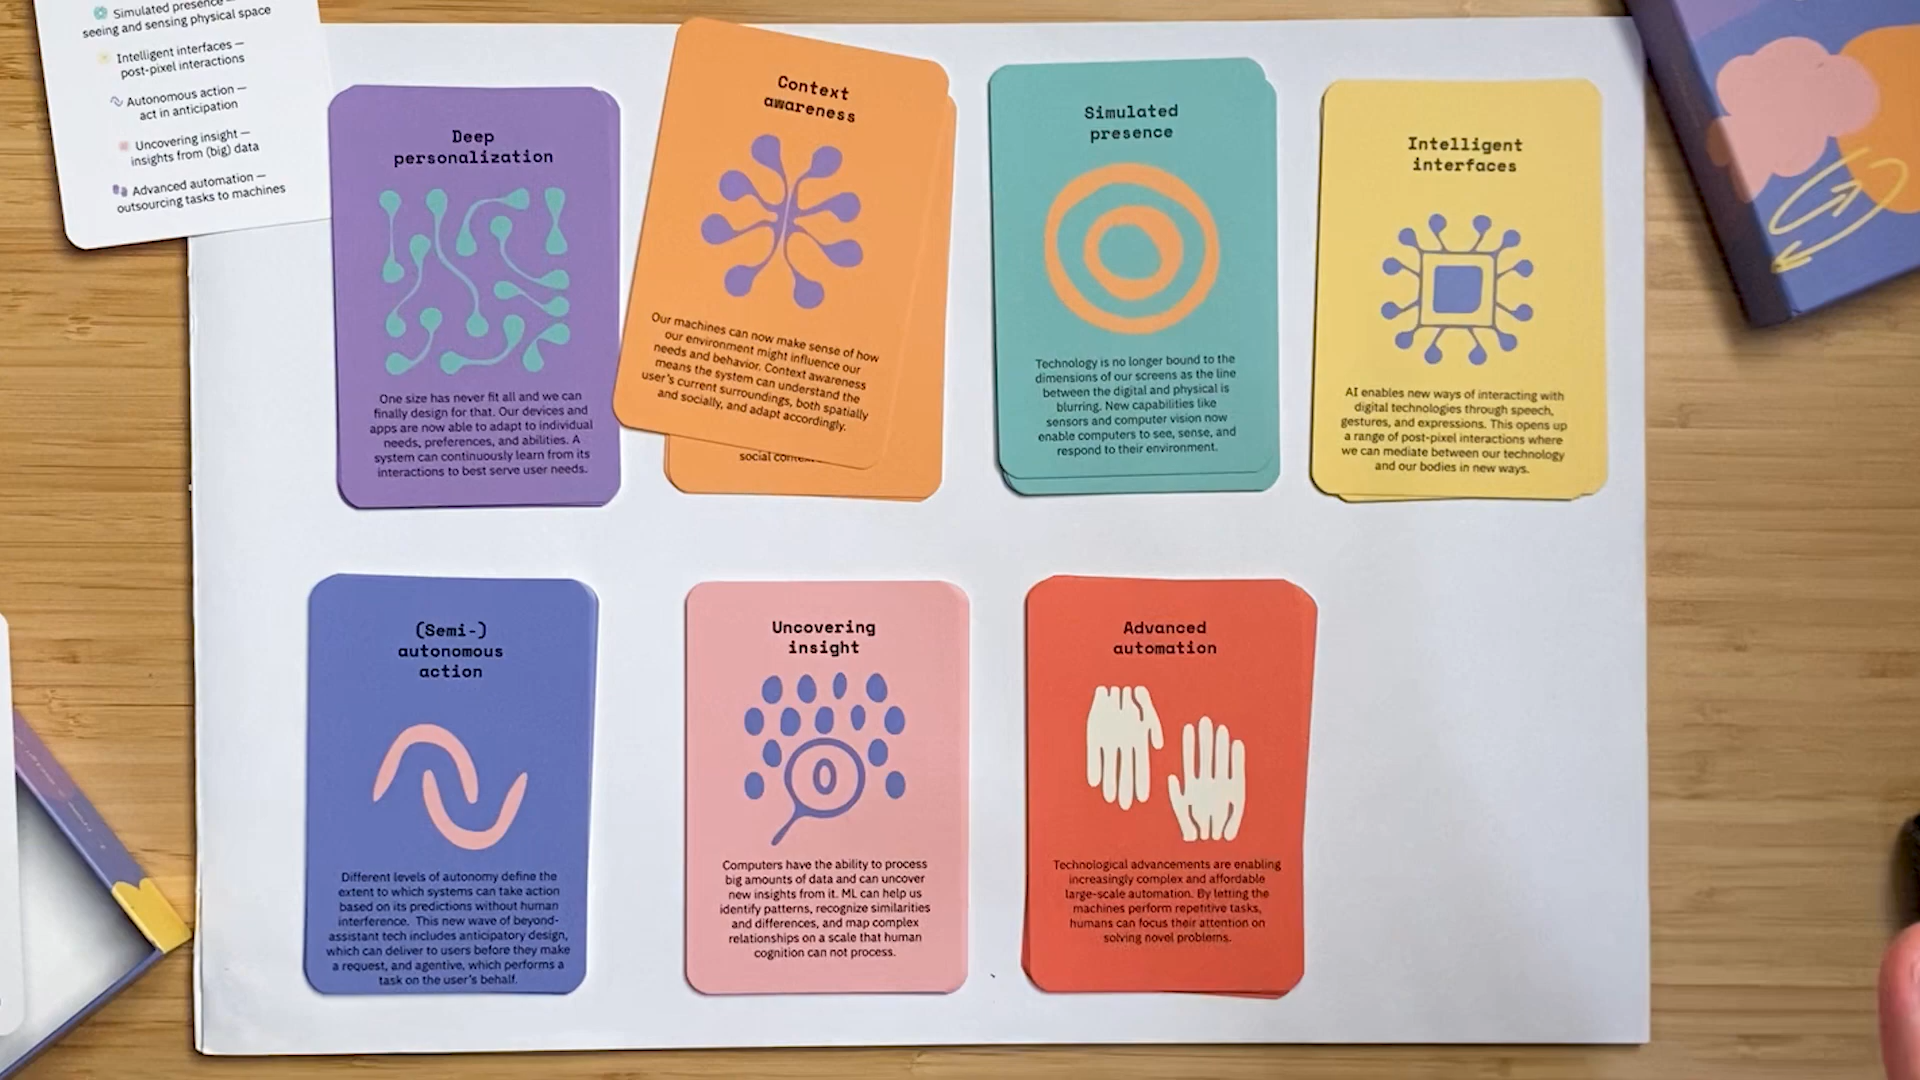 Simulated presence —
seeing and sensing physical space
Intelligent interfaces —
post-pixel interactions
Autonomous action —
act in anticipation
Uncovering insight —
insights from (big) data
Advanced automation —
outsourcing tasks to machines
Deep
personalization
One size has never fit all and we can
finally design for that. Our devices and
apps are now able to adapt to individual
needs, preferences, and abilities. A
system can continuously learn from its
interactions to best serve user needs.
Context
awareness
Our machines can now make sense of how
our environment might influence our
needs and behavior. Context awareness
means the system can understand the
user's current surroundings, both spatially
and socially, and adapt accordingly.
social
Simulated
presence
Technology is no longer bound to the
dimensions of our screens as the line
between the digital and physical is
blurring. New capabilities like
sensors and computer vision now
enable computers to see, sense, and
respond to their environment.
Intelligent
interfaces
AI enables new ways of interacting with
digital technologies through speech,
gestures, and expressions. This opens up
a range of post-pixel interactions where
we can mediate between our technology
and our bodies in new ways.
(Semi-)
autonomous
action
Different levels of autonomy define the
extent to which systems can take action
based on its predictions without human
interference. This new wave of beyond-
assistant tech includes anticipatory design,
which can deliver to users before they make
a request, and agentive, which performs a
task on the user's behalf.
Uncovering
insight
Computers have the ability to process
big amounts of data and can uncover
new insights from it. ML can help us
identify patterns, recognize similarities
and differences, and map complex
relationships on a scale that human
cognition can not process.
Advanced
automation
Technological advancements are enabling
increasingly complex and affordable
large-scale automation. By letting the
machines perform repetitive tasks,
humans can focus their attention on
solving novel problems.